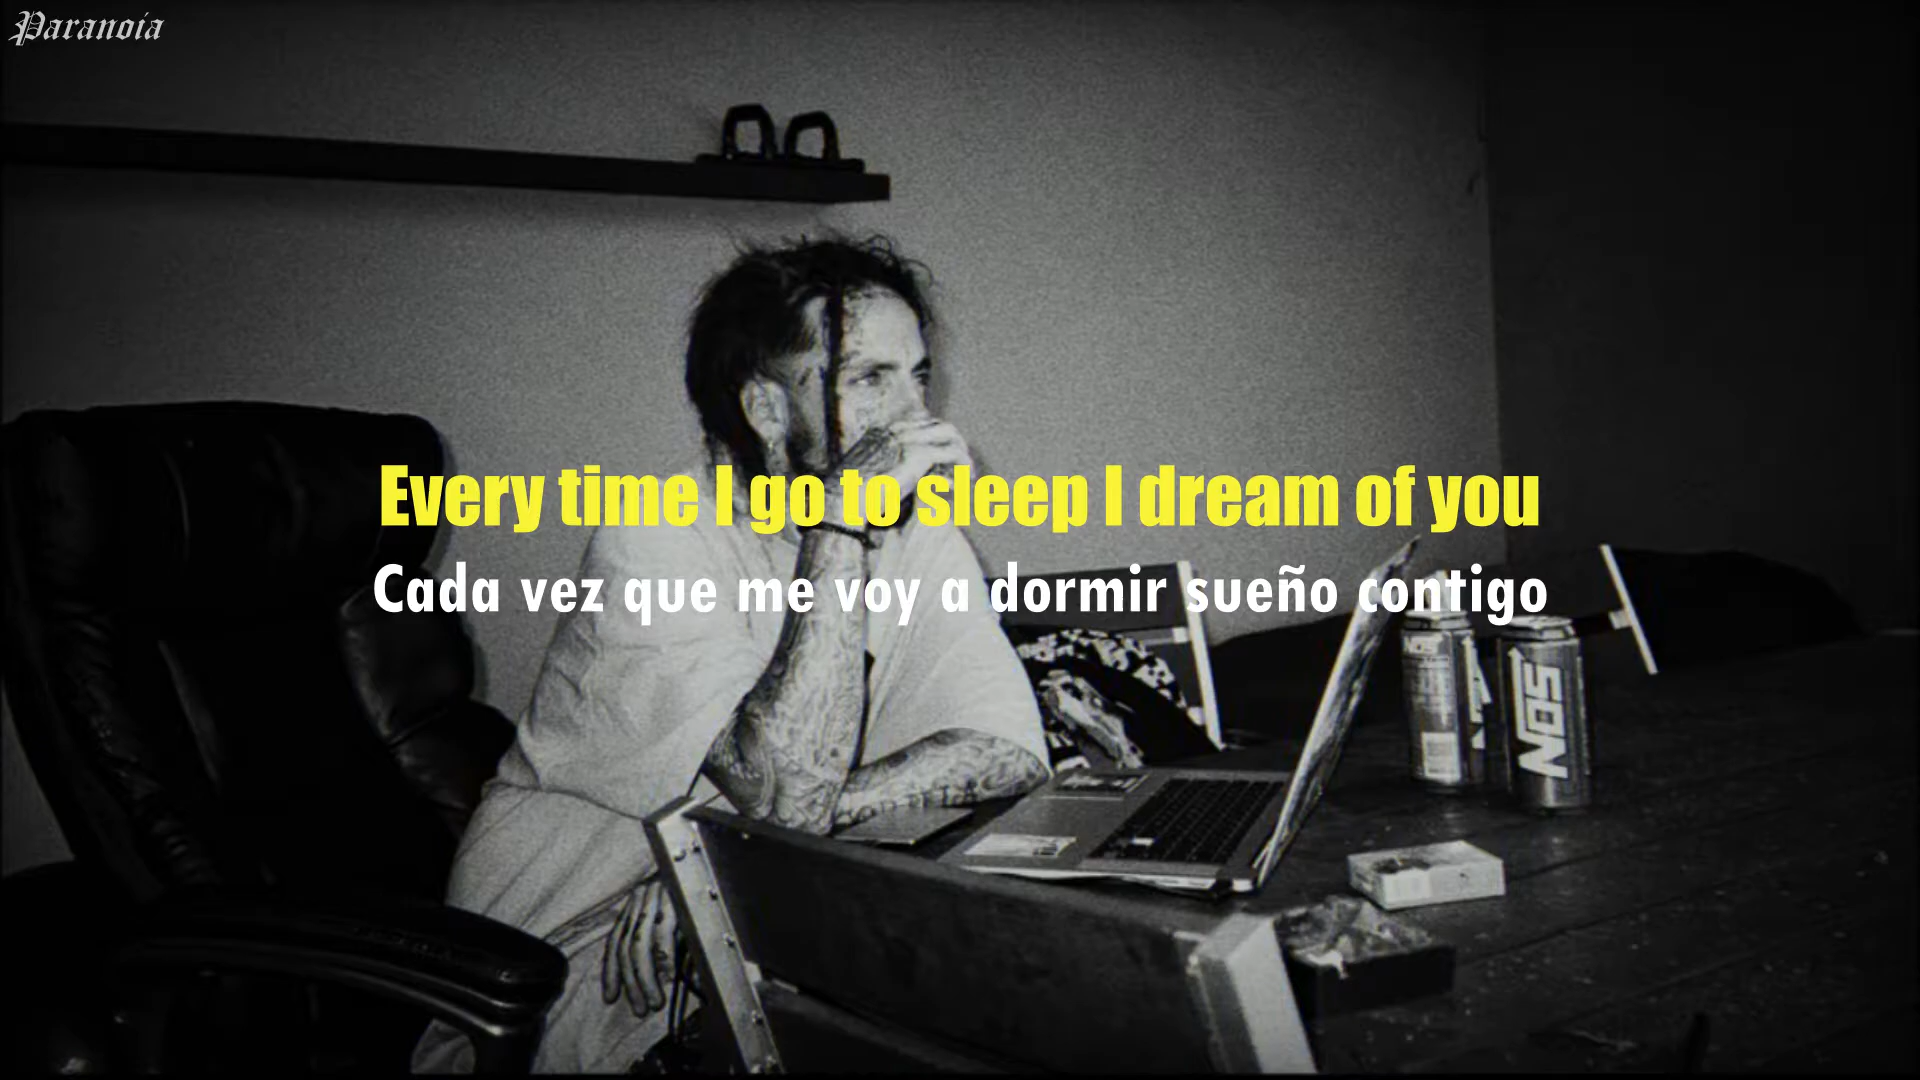 Paranoia
Every time I go to sleep I dream of you
Cada vez que me voy a dormir sueño contigo
NOS
NOS